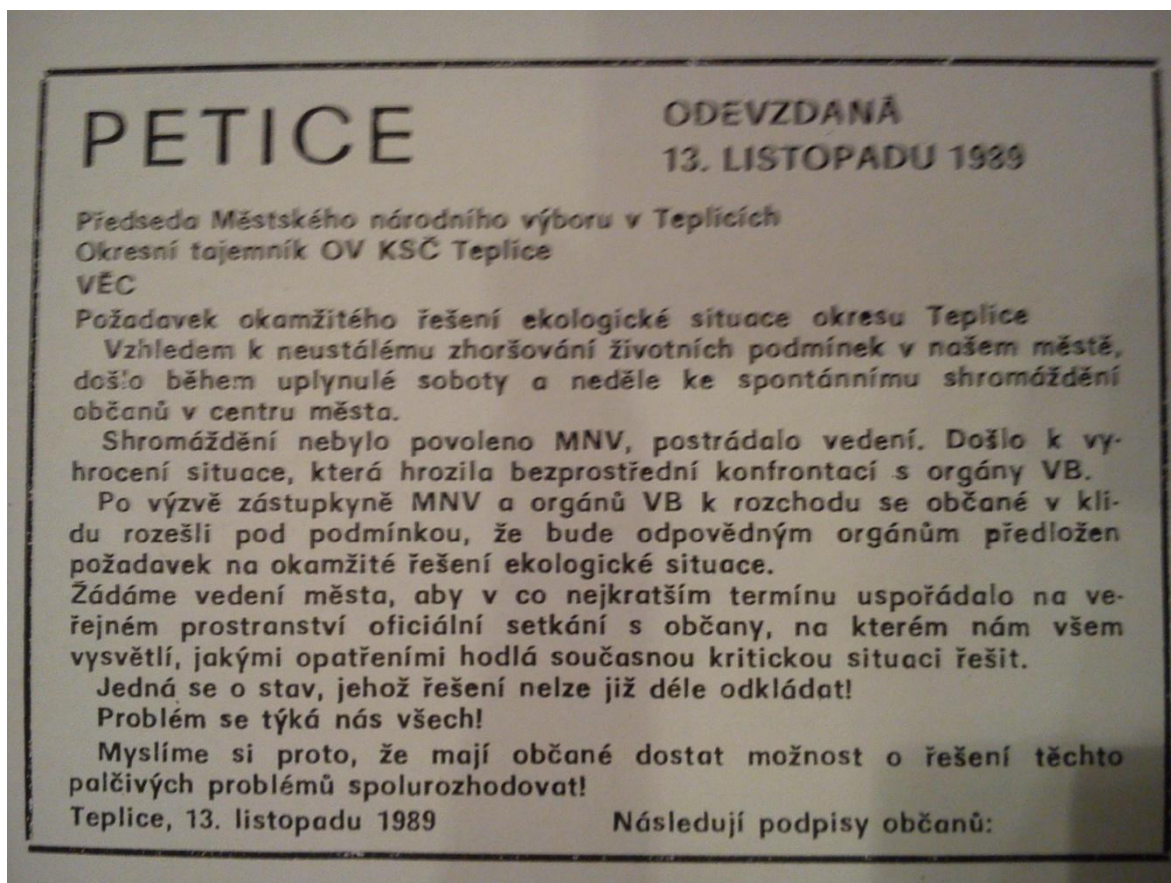 PETICE
ODEVZDANÁ
13. LISTOPADU 1989
Předseda Městského národního výboru v Teplicích
Okresní tajemník OV KSČ Teplice
VĚC
Požadavek okamžitého řešení ekologické situace okresu Teplice
Vzhledem k neustálému zhoršování životních podmínek v našem městě,
došlo během uplynulé soboty a neděle ke spontánnímu shromáždění
občanů v centru města.
Shromáždění nebylo povoleno MNV, postrádalo vedení. Došlo k vy-
hrocení situace, která hrozila bezprostřední konfrontací s orgány VB.
Po výzvě zástupkyně MNV a orgánů VB k rozchodu se občané v kli-
du rozešli pod podmínkou, že bude odpovědným orgánům předložen
požadavek na okamžité řešení ekologické situace.
Žádáme vedení města, aby v co nejkratším termínu uspořádalo na ve-
řejném prostranství oficiální setkání s občany, na kterém nám všem
vysvětlí, jakými opatřeními hodlá současnou kritickou situaci řešit.
Jedná se o stav, jehož řešení nelze již déle odkládat!
Problém se týká nás všech!
Myslíme si proto, že mají občané dostat možnost o řešení těchto
palčivých problémů spolurozhodovat!
Teplice, 13. listopadu 1989 Následují podpisy občanů: